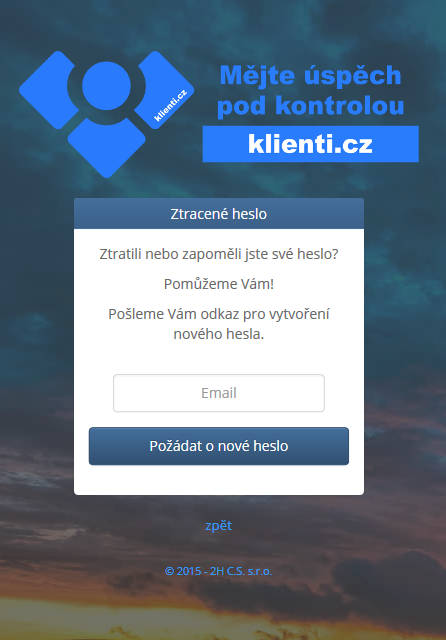 klienti.cz
Mějte úspěch
pod kontrolou
klienti.cz
Ztracené heslo
Ztratili nebo zapoměli jste své heslo?
Pomůžeme Vám!
Pošleme Vám odkaz pro vytvoření
nového hesla.
Email
Požádat o nové heslo
zpět
© 2015 - 2H C.S. s.r.o.